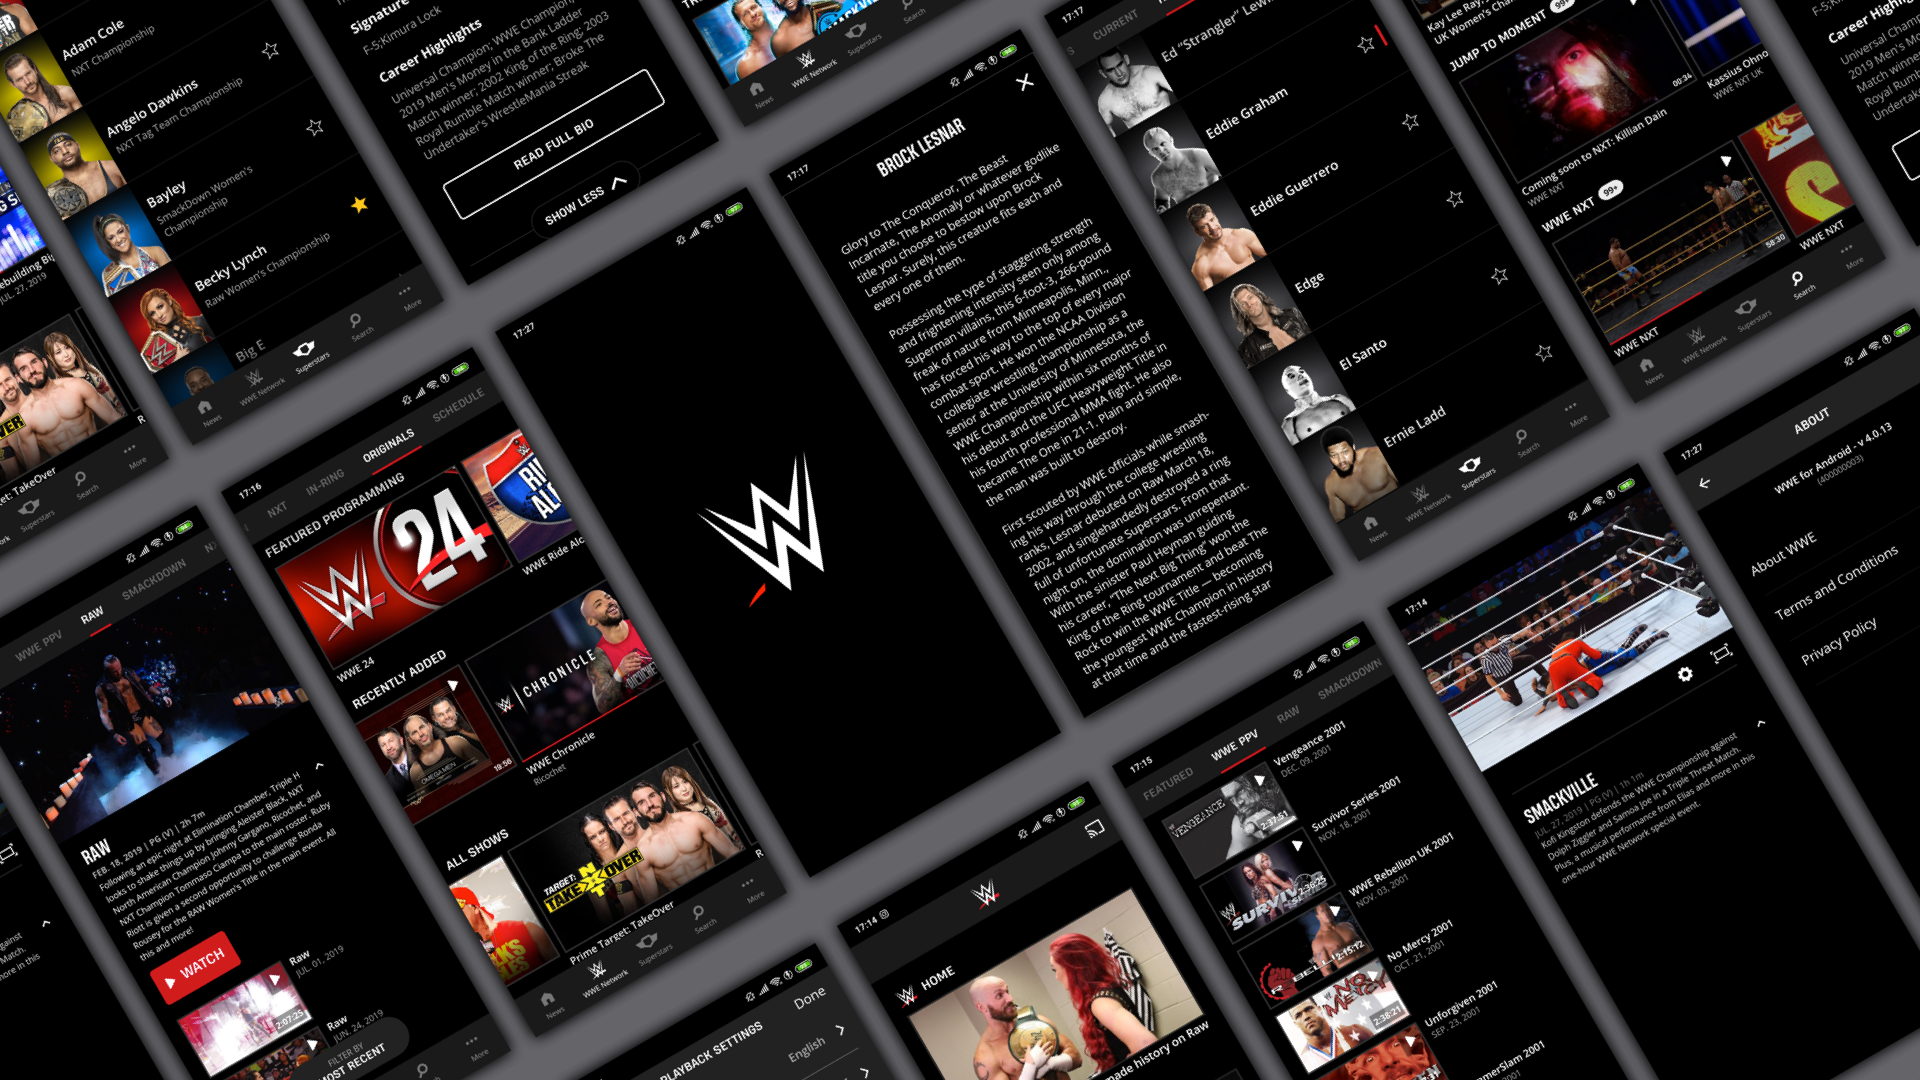 Adam Cole
NXT Championship
Angelo Dawkins
NXT Tag Team Championship
Bayley
SmackDown Women's
Championship
Becky Lynch
Raw Women's Championship
Big E
News
WWE Network
Superstars
Search
More
ebuilding Big
JUL 27, 2019
VER
et: TakeOver
R
Superstars
Search
More
Signature
F-5;Kimura Lock
Career Highlights
Universal Champion; WWE Champion;
2019 Men's Money in the Bank Ladder
Match winner; 2002 King of the Ring; 2003
Royal Rumble Match winner; Broke The
Undertaker's WrestleMania Streak
READ FULL BIO
SHOW LESS
News
WWE Network
Superstars
Search
17:17
BROCK LESNAR
Glory to The Conqueror, The Beast
Incarnate, The Anomaly or whatever godlike
title you choose to bestow upon Brock
Lesnar. Surely, this creature fits each and
every one of them.
Possessing the type of staggering strength
and frightening intensity seen only among
Superman villains, this 6-foot-3, 266-pound
freak of nature from Minneapolis, Minn.,
has forced his way to the top of every major
combat sport. He won the NCAA Division
I collegiate wrestling championship as a
senior at the University of Minnesota, the
WWE Championship within six months of
his debut and the UFC Heavyweight Title in
his fourth professional MMA fight. He also
became The One in 21-1. Plain and simple,
the man was built to destroy.
First scouted by WWE officials while smash-
ing his way through the college wrestling
ranks, Lesnar debuted on Raw March 18,
2002, and singlehandedly destroyed a ring
full of unfortunate Superstars. From that
night on, the domination was unrepentant.
With the sinister Paul Heyman guiding
his career, "The Next Big Thing" won the
King of the Ring tournament and beat The
Rock to win the WWE Title — becoming
the youngest WWE Champion in history
at that time and the fastest-rising star
17:17
CURRENT
Ed "Strangler" Lewis
Eddie Graham
Eddie Guerrero
Edge
El Santo
Ernie Ladd
News
WWE Network
Superstars
Search
More
Kay Lee Ray,
UK Women's Cha
JUMP TO MOMENT 99+
00:34
Coming soon to NXT: Killian Dain
WWE NXT
Kassius Ohno
WWE NXT UK
WWE NXT 99+
58:30
WWE NXT
WWE NXT
News
WWE Network
Superstars
Search
More
Career Highlights
17:16
NXT
IN-RING
ORIGINALS
SCHEDULE
FEATURED PROGRAMMING
24
WWE 24
WWE Ride Alo
RECENTLY ADDED
19:56
CHRONICLE
WWE Chronicle
Ricochet
ALL SHOWS
TARGET:
NXT
TAKEOVER
Prime Target: TakeOver
R
News
WWE Network
Superstars
Search
More
17:27
W
WWE PPV
RAW
SMACKDOWN
RAW
FEB. 18, 2019 | PG (V) | 2h 7m
Following an epic night at Elimination Chamber, Triple H
looks to shake things up by bringing Aleister Black, NXT
North American Champion Johnny Gargano, Ricochet, and
NXT Champion Tommaso Ciampa to the main roster. Ruby
Riott is given a second opportunity to challenge Ronda
Rousey for the RAW Women's Title in the main event. All
this and more!
WATCH
2:07:25
Raw
JUL. 01, 2019
Raw
JUN. 24, 2019
FILTER BY
MOST RECENT
More
Done
PLAYBACK SETTINGS
English
17:14
HOME
made history on Raw
17:15
FEATURED
WWE PPV
RAW
SMACKDOWN
VENGEANCE
2:37:51
Vengeance 2001
DEC. 09, 2001
SURVIVOR SERIES
2:36:25
Survivor Series 2001
NOV. 18, 2001
2:15:12
WWE Rebellion UK 2001
NOV. 03, 2001
NO MERCY
2:38:21
No Mercy 2001
OCT. 21, 2001
Unforgiven 2001
SEP. 23, 2001
mmerSlam 2001
17:14
SMACKVILLE
JUL. 27, 2019 | PG (V) | 1h 1m
Kofi Kingston defends the WWE Championship against
Dolph Ziggler and Samoa Joe in a Triple Threat Match.
Plus, a musical performance from Elias and more in this
one-hour WWE Network special event.
17:27
ABOUT
WWE for Android - v 4.0.13
(400000003)
About WWE
Terms and Conditions
Privacy Policy